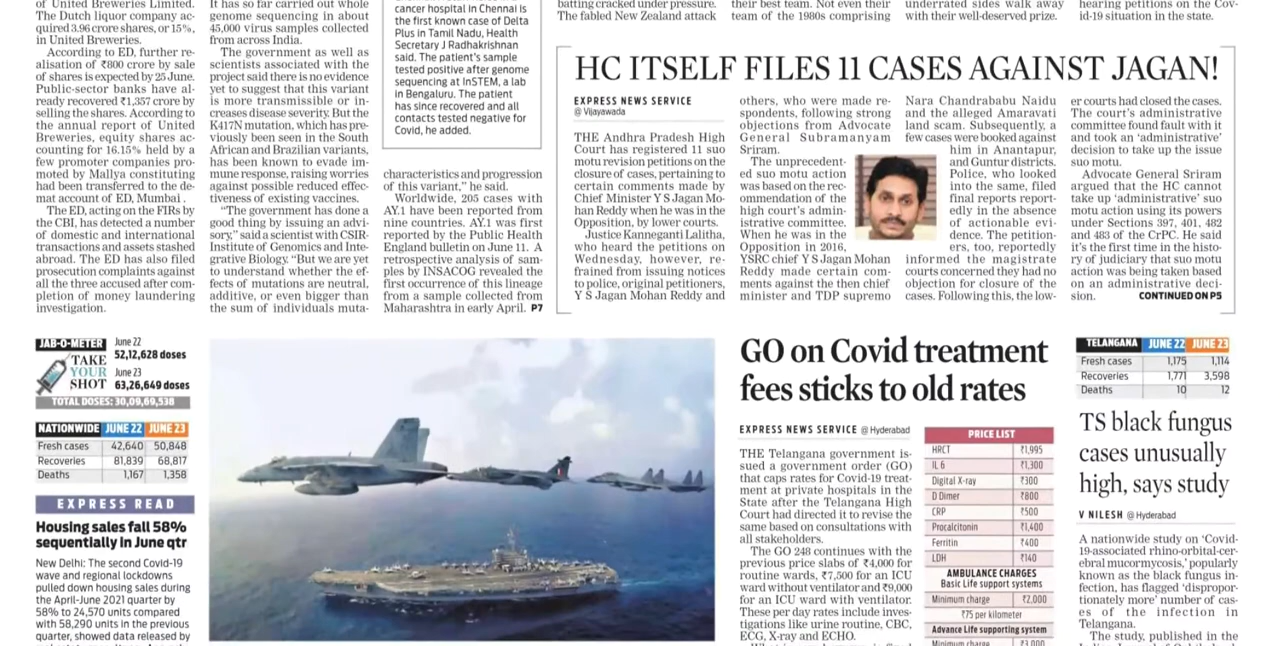 of United Breweries Limited.
The Dutch liquor company ac-
quired 3.96 crore shares, or 15%,
in United Breweries.
According to ED, further re-
alisation of ₹800 crore by sale
of shares is expected by 25 June.
Public-sector banks have al-
ready recovered ₹1,357 crore by
selling the shares. According to
the annual report of United
Breweries, equity shares ac-
counting for 16.15% held by a
few promoter companies pro-
moted by Mallya constituting
had been transferred to the de-
mat account of ED, Mumbai .
The ED, acting on the FIRs by
the CBI, has detected a number
of domestic and international
transactions and assets stashed
abroad. The ED has also filed
prosecution complaints against
all the three accused after com-
pletion of money laundering
investigation.
It has so far carried out whole
genome sequencing in about
45,000 virus samples collected
from across India.
The government as well as
scientists associated with the
project said there is no evidence
yet to suggest that this variant
is more transmissible or in-
creases disease severity. But the
K417N mutation, which has pre-
viously been seen in the South
African and Brazilian variants,
has been known to evade im-
mune response, raising worries
against possible reduced effec-
tiveness of existing vaccines.
"The government has done a
good thing by issuing an advi-
sory," said a scientist with CSIR-
Institute of Genomics and Inte-
grative Biology. "But we are yet
to understand whether the ef-
fects of mutations are neutral,
additive, or even bigger than
the sum of individuals muta-
cancer hospital in Chennai is
the first known case of Delta
Plus in Tamil Nadu, Health
Secretary J Radhakrishnan
said. The patient's sample
tested positive after genome
sequencing at InSTEM, a lab
in Bengaluru. The patient
has since recovered and all
contacts tested negative for
Covid, he added.
characteristics and progression
of this variant," he said.
Worldwide, 205 cases with
AY.1 have been reported from
nine countries. AY.1 was first
reported by the Public Health
England bulletin on June 11. A
retrospective analysis of sam-
ples by INSACOG revealed the
first occurrence of this lineage
from a sample collected from
Maharashtra in early April. P7
batting cracked under pressure.
The fabled New Zealand attack
their best team. Not even their
team of the 1980s comprising
underrated sides walk away
with their well-deserved prize.
hearing petitions on the Cov-
id-19 situation in the state.
HC ITSELF FILES 11 CASES AGAINST JAGAN!
EXPRESS NEWS SERVICE
@ Vijayawada
THE Andhra Pradesh High
Court has registered 11 suo
motu revision petitions on the
closure of cases, pertaining to
certain comments made by
Chief Minister Y S Jagan Mo-
han Reddy when he was in the
Opposition, by lower courts.
Justice Kanneganti Lalitha,
who heard the petitions on
Wednesday, however, re-
frained from issuing notices
to police, original petitioners,
Y S Jagan Mohan Reddy and
others, who were made re-
spondents, following strong
objections from Advocate
General Subramanyam
Sriram.
The unprecedent-
ed suo motu action
was based on the rec-
ommendation of the
high court's admin-
istrative committee.
When he was in the
Opposition in 2016,
YSRC chief Y S Jagan Mohan
Reddy made certain com-
ments against the then chief
minister and TDP supremo
Nara Chandrababu Naidu
and the alleged Amaravati
land scam. Subsequently, a
few cases were booked against
him in Anantapur,
and Guntur districts.
Police, who looked
into the same, filed
final reports report-
edly in the absence
of actionable evi-
dence. The petition-
ers, too, reportedly
informed the magistrate
courts concerned they had no
objection for closure of the
cases. Following this, the low-
er courts had closed the cases.
The court's administrative
committee found fault with it
and took an 'administrative'
decision to take up the issue
suo motu.
Advocate General Sriram
argued that the HC cannot
take up 'administrative' suo
motu action using its powers
under Sections 397, 401, 482
and 483 of the CrPC. He said
it's the first time in the histo-
ry of judiciary that suo motu
action was being taken based
on an administrative deci-
sion. CONTINUED ON P5
JAB-O-METER
TAKE
YOUR
SHOT
June 22
52,12,628 doses
June 23
63,26,649 doses
TOTAL DOSES: 30,09,69,538
NATIONWIDE JUNE 22 JUNE 23
Fresh cases 42,640 50,848
Recoveries 81,839 68,817
Deaths 1,167 1,358
EXPRESS READ
Housing sales fall 58%
sequentially in June qtr
New Delhi: The second Covid-19
wave and regional lockdowns
pulled down housing sales during
the April-June 2021 quarter by
58% to 24,570 units compared
with 58,290 units in the previous
quarter, showed data released by
GO on Covid treatment
fees sticks to old rates
EXPRESS NEWS SERVICE @ Hyderabad
THE Telangana government is-
sued a government order (GO)
that caps rates for Covid-19 treat-
ment at private hospitals in the
State after the Telangana High
Court had directed it to revise the
same based on consultations with
all stakeholders.
The GO 248 continues with the
previous price slabs of ₹4,000 for
routine wards, ₹7,500 for an ICU
ward without ventilator and ₹9,000
for an ICU ward with ventilator.
These per day rates include inves-
tigations like urine routine, CBC,
ECG, X-ray and ECHO.
PRICE LIST
HRCT ₹1,995
IL 6 ₹1,300
Digital X-ray ₹300
D Dimer ₹800
CRP ₹500
Procalcitonin ₹1,400
Ferritin ₹400
LDH ₹140
AMBULANCE CHARGES
Basic Life support systems
Minimum charge ₹2,000
₹75 per kilometer
Advance Life supporting system
Minimum charge ₹3,000
TELANGANA JUNE 22 JUNE 23
Fresh cases 1,175 1,114
Recoveries 1,771 3,598
Deaths 10 12
TS black fungus
cases unusually
high, says study
V NILESH @ Hyderabad
A nationwide study on 'Covid-
19-associated rhino-orbital-cer-
ebral mucormycosis,' popularly
known as the black fungus in-
fection, has flagged 'dispropor-
tionately more' number of cas-
es of the infection in
Telangana.
The study, published in the